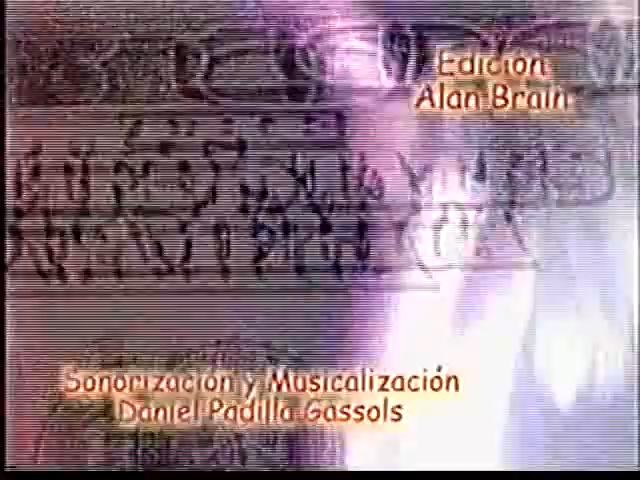 Edición
Alan Brain
Sonorización y Musicalización
Daniel Padilla Gassols